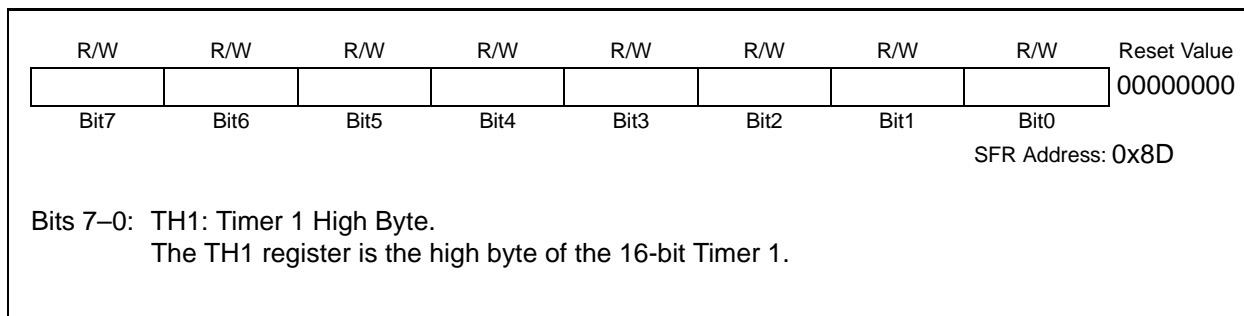 R/W R/W R/W R/W R/W R/W R/W R/W Reset Value
00000000
Bit7 Bit6 Bit5 Bit4 Bit3 Bit2 Bit1 Bit0
SFR Address: 0x8D
Bits 7–0: TH1: Timer 1 High Byte.
The TH1 register is the high byte of the 16-bit Timer 1.